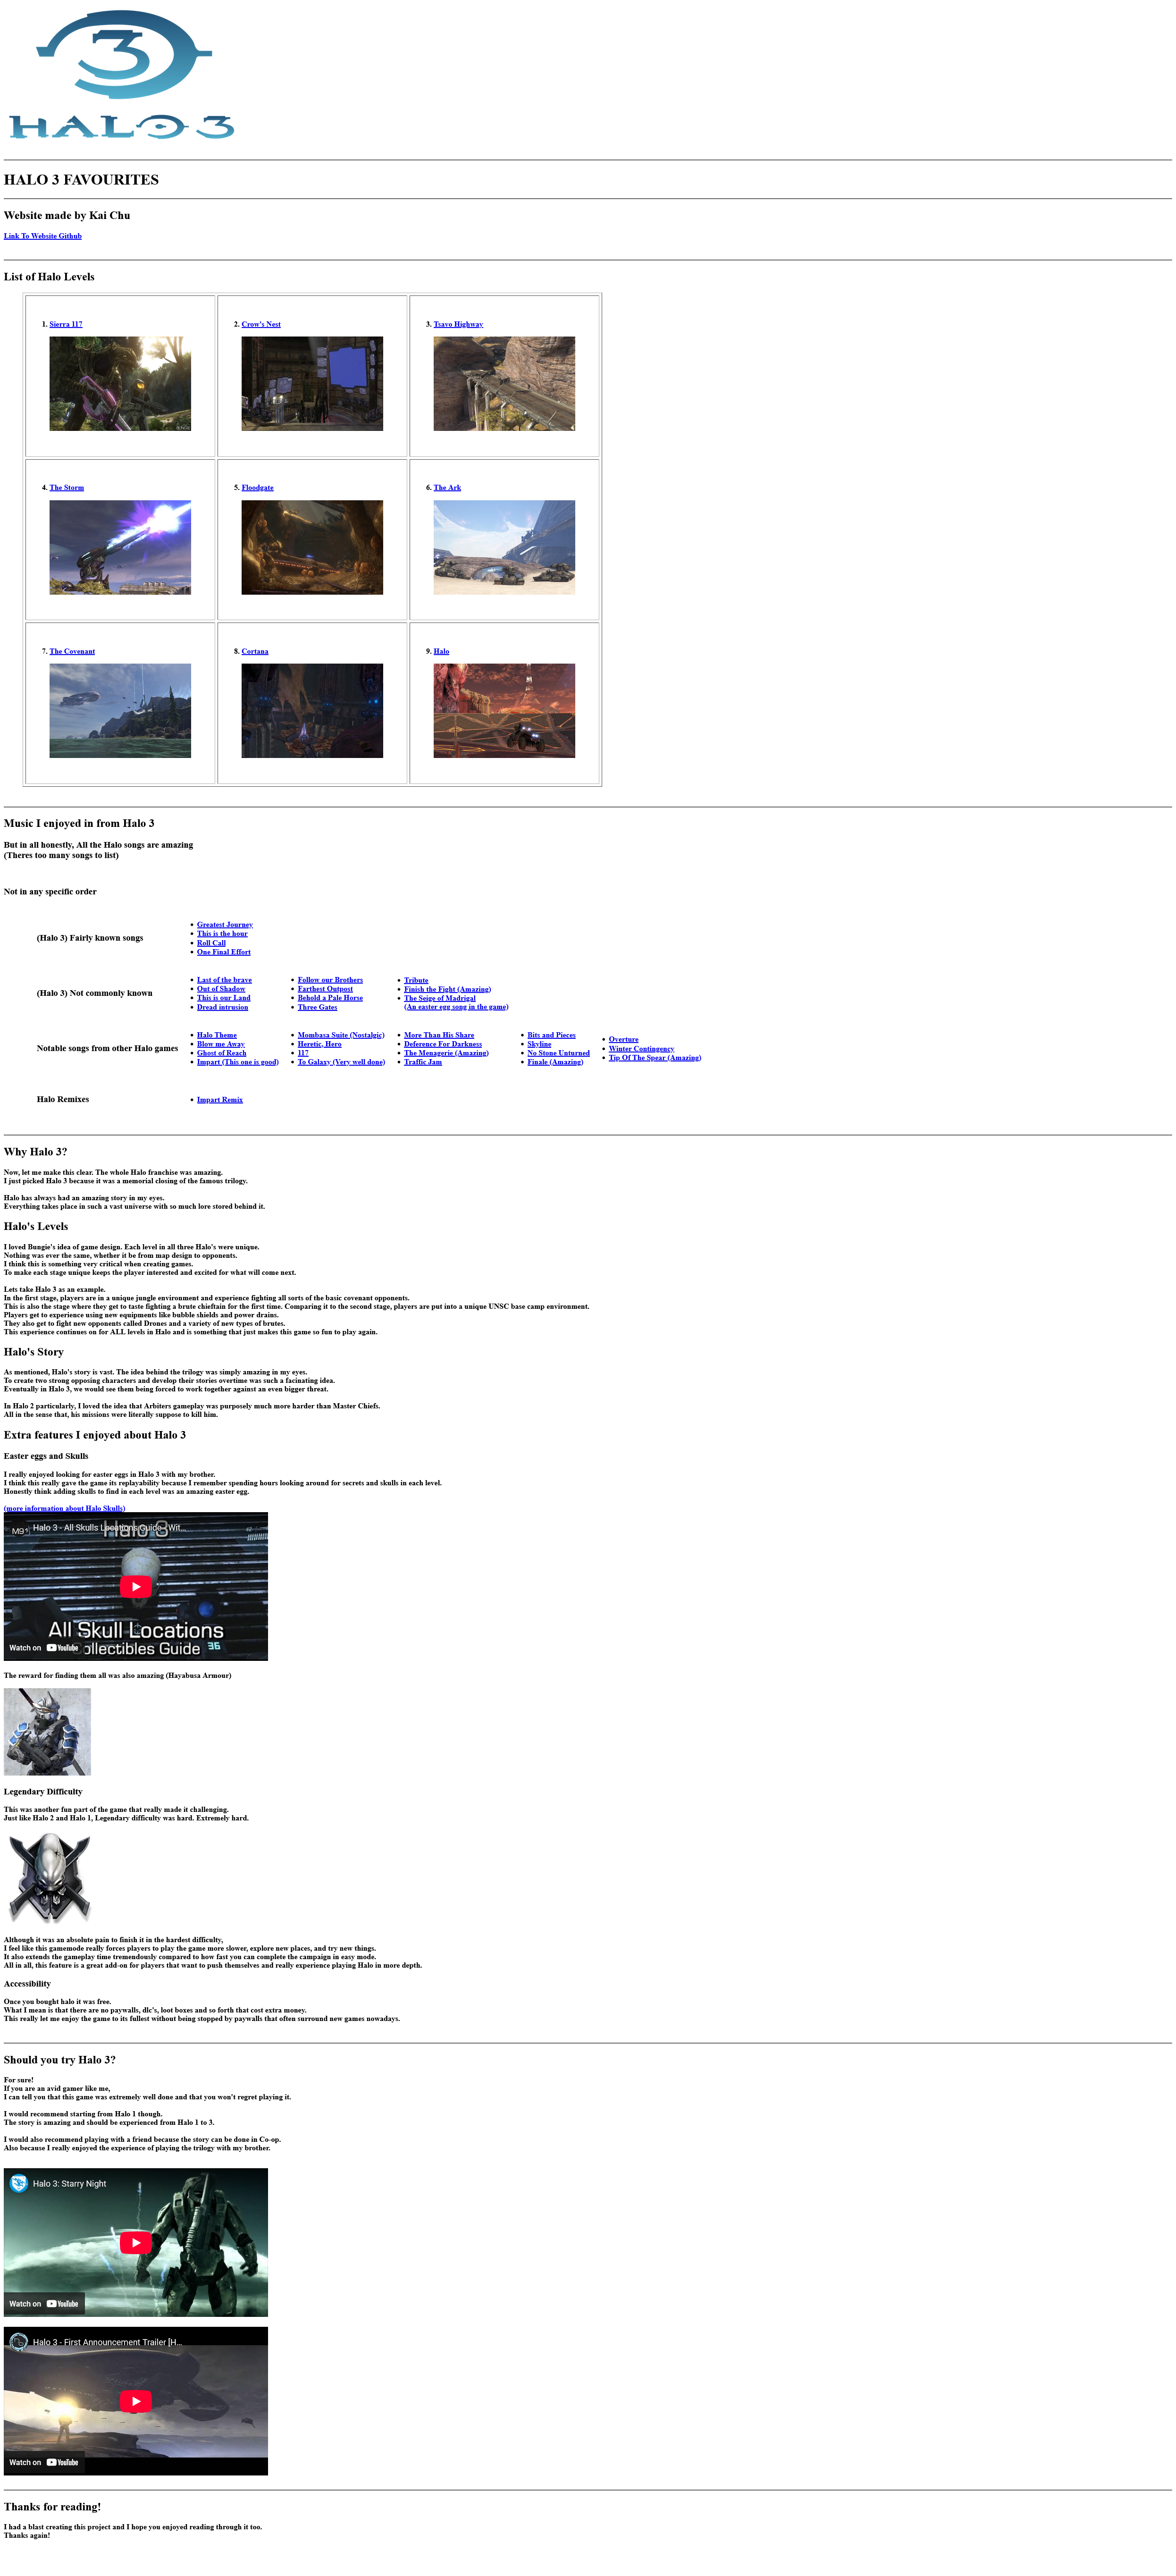 3
HALO 3
HALO 3 FAVOURITES
Website made by Kai Chu
Link To Website Github
List of Halo Levels
1. Sierra 117
2. Crow's Nest
3. Tsavo Highway
4. The Storm
5. Floodgate
6. The Ark
7. The Covenant
8. Cortana
9. Halo
Music I enjoyed in from Halo 3
But in all honestly, All the Halo songs are amazing
(Theres too many songs to list)
Not in any specific order
(Halo 3) Fairly known songs
Greatest Journey
This is the hour
Roll Call
One Final Effort
(Halo 3) Not commonly known
Last of the brave
Out of Shadow
This is our Land
Dread intrusion
Follow our Brothers
Farthest Outpost
Behold a Pale Horse
Three Gates
Tribute
Finish the Fight (Amazing)
The Seige of Madrigal
(An easter egg song in the game)
Notable songs from other Halo games
Halo Theme
Blow me Away
Ghost of Reach
Impart (This one is good)
Mombasa Suite (Nostalgic)
Heretic, Hero
117
To Galaxy (Very well done)
More Than His Share
Deference For Darkness
The Menagerie (Amazing)
Traffic Jam
Bits and Pieces
Skyline
No Stone Unturned
Finale (Amazing)
Overture
Winter Contingency
Tip Of The Spear (Amazing)
Halo Remixes
Impart Remix
Why Halo 3?
Now, let me make this clear. The whole Halo franchise was amazing.
I just picked Halo 3 because it was a memorial closing of the famous trilogy.
Halo has always had an amazing story in my eyes.
Everything takes place in such a vast universe with so much lore stored behind it.
Halo's Levels
I loved Bungie's idea of game design. Each level in all three Halo's were unique.
Nothing was ever the same, whether it be from map design to opponents.
I think this is something very critical when creating games.
To make each stage unique keeps the player interested and excited for what will come next.
Lets take Halo 3 as an example.
In the first stage, players are in a unique jungle environment and experience fighting all sorts of the basic covenant opponents.
This is also the stage where they get to taste fighting a brute chieftain for the first time. Comparing it to the second stage, players are put into a unique UNSC base camp environment.
Players get to experience using new equipments like bubble shields and power drains.
They also get to fight new opponents called Drones and a variety of new types of brutes.
This experience continues on for ALL levels in Halo and is something that just makes this game so fun to play again.
Halo's Story
As mentioned, Halo's story is vast. The idea behind the trilogy was simply amazing in my eyes.
To create two strong opposing characters and develop their stories overtime was such a facinating idea.
Eventually in Halo 3, we would see them being forced to work together against an even bigger threat.
In Halo 2 particularly, I loved the idea that Arbiters gameplay was purposely much more harder than Master Chiefs.
All in the sense that, his missions were literally suppose to kill him.
Extra features I enjoyed about Halo 3
Easter eggs and Skulls
I really enjoyed looking for easter eggs in Halo 3 with my brother.
I think this really gave the game its replayability because I remember spending hours looking around for secrets and skulls in each level.
Honestly think adding skulls to find in each level was an amazing easter egg.
(more information about Halo Skulls)
Halo 3 - All Skulls Locations Guide - Wit...
Halo 3
All Skull Locations
Collectibles Guide 36
Watch on YouTube
The reward for finding them all was also amazing (Hayabusa Armour)
Legendary Difficulty
This was another fun part of the game that really made it challenging.
Just like Halo 2 and Halo 1, Legendary difficulty was hard. Extremely hard.
Although it was an absolute pain to finish it in the hardest difficulty,
I feel like this gamemode really forces players to play the game more slower, explore new places, and try new things.
It also extends the gameplay time tremendously compared to how fast you can complete the campaign in easy mode.
All in all, this feature is a great add-on for players that want to push themselves and really experience playing Halo in more depth.
Accessibility
Once you bought halo it was free.
What I mean is that there are no paywalls, dlc's, loot boxes and so forth that cost extra money.
This really let me enjoy the game to its fullest without being stopped by paywalls that often surround new games nowadays.
Should you try Halo 3?
For sure!
If you are an avid gamer like me,
I can tell you that this game was extremely well done and that you won't regret playing it.
I would recommend starting from Halo 1 though.
The story is amazing and should be experienced from Halo 1 to 3.
I would also recommend playing with a friend because the story can be done in Co-op.
Also because I really enjoyed the experience of playing the trilogy with my brother.
Halo 3: Starry Night
Watch on YouTube
Halo 3 - First Announcement Trailer [H...
Watch on YouTube
Thanks for reading!
I had a blast creating this project and I hope you enjoyed reading through it too.
Thanks again!